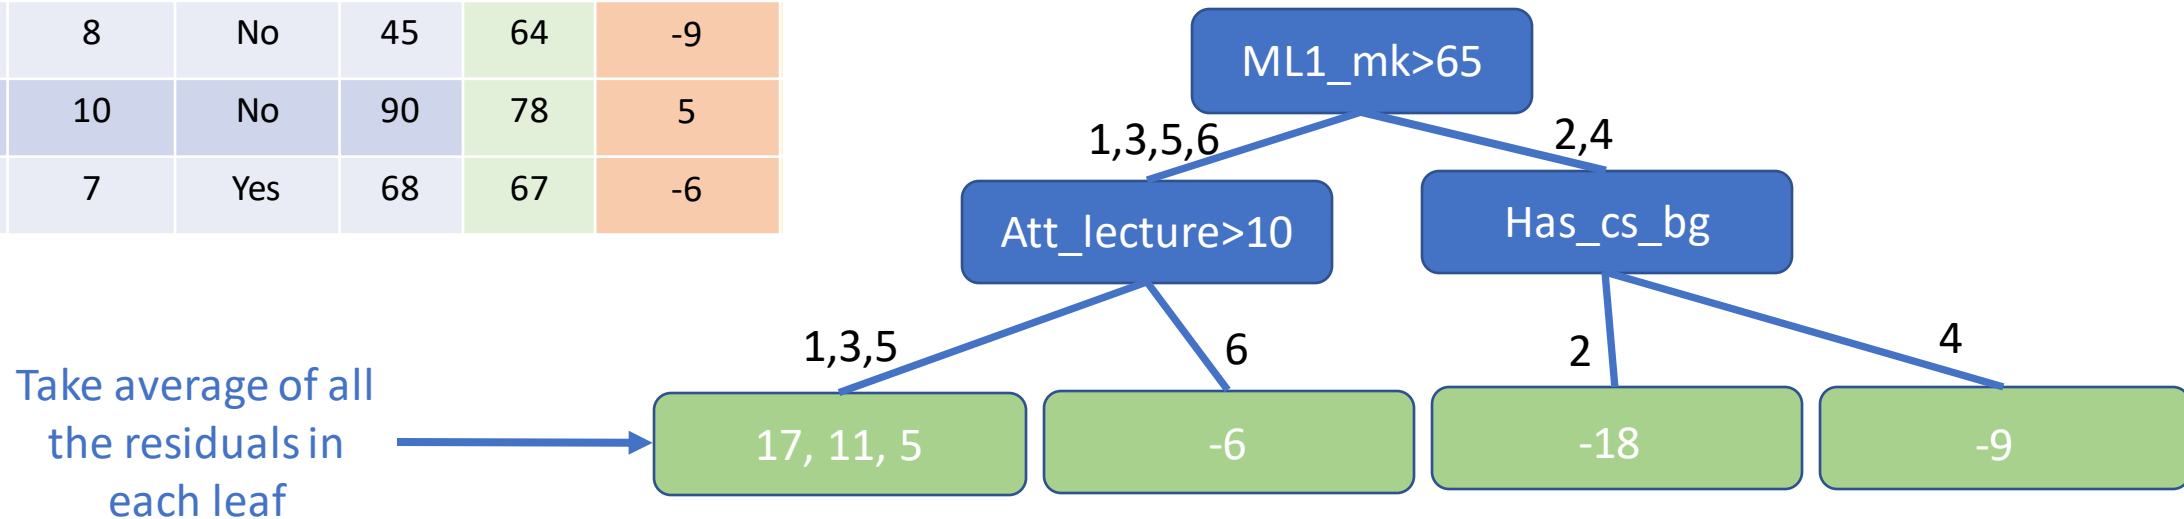 8 No 45 64 -9
10 No 90 78 5
7 Yes 68 67 -6
ML1_mk>65
1,3,5,6
2,4
Att_lecture>10
Has_cs_bg
1,3,5
6
2
4
Take average of all
the residuals in
each leaf
17, 11, 5
-6
-18
-9